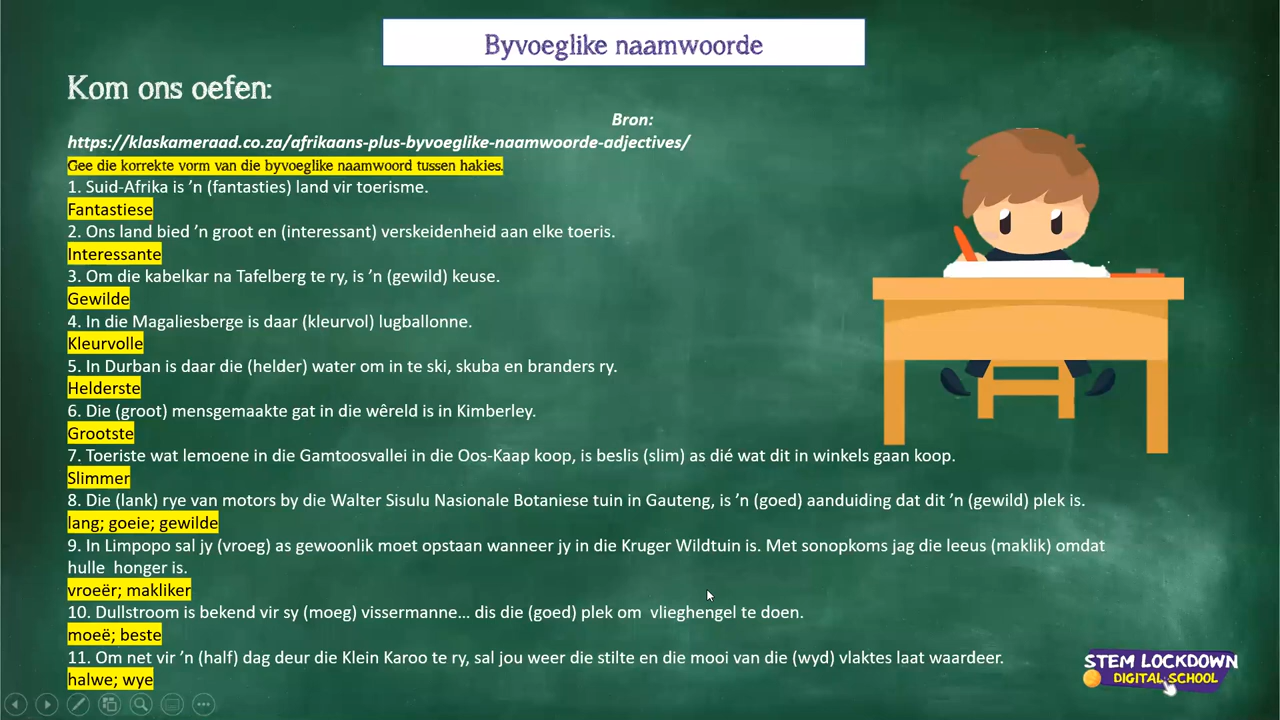 Byvoeglike naamwoorde
Kom ons oefen:
Bron:
https://klaskameraad.co.za/afrikaans-plus-byvoeglike-naamwoorde-adjectives/
Gee die korrekte vorm van die byvoeglike naamwoord tussen hakies.
1. Suid-Afrika is ’n (fantasties) land vir toerisme.
Fantastiese
2. Ons land bied ’n groot en (interessant) verskeidenheid aan elke toeris.
Interessante
3. Om die kabelkar na Tafelberg te ry, is ’n (gewild) keuse.
Gewilde
4. In die Magaliesberge is daar (kleurvol) lugballonne.
Kleurvolle
5. In Durban is daar die (helder) water om in te ski, skuba en branders ry.
Helderste
6. Die (groot) mensgemaakte gat in die wêreld is in Kimberley.
Grootste
7. Toeriste wat lemoene in die Gamtoosvallei in die Oos-Kaap koop, is beslis (slim) as dié wat dit in winkels gaan koop.
Slimmer
8. Die (lank) rye van motors by die Walter Sisulu Nasionale Botaniese tuin in Gauteng, is ’n (goed) aanduiding dat dit ’n (gewild) plek is.
lang; goeie; gewilde
9. In Limpopo sal jy (vroeg) as gewoonlik moet opstaan wanneer jy in die Kruger Wildtuin is. Met sonopkoms jag die leeus (maklik) omdat
hulle honger is.
vroeër; makliker
10. Dullstroom is bekend vir sy (moeg) vissermanne... dis die (goed) plek om vlieghengel te doen.
moeë; beste
11. Om net vir ’n (half) dag deur die Klein Karoo te ry, sal jou weer die stilte en die mooi van die (wyd) vlaktes laat waardeer.
halwe; wye
STEM LOCKDOWN
DIGITAL SCHOOL